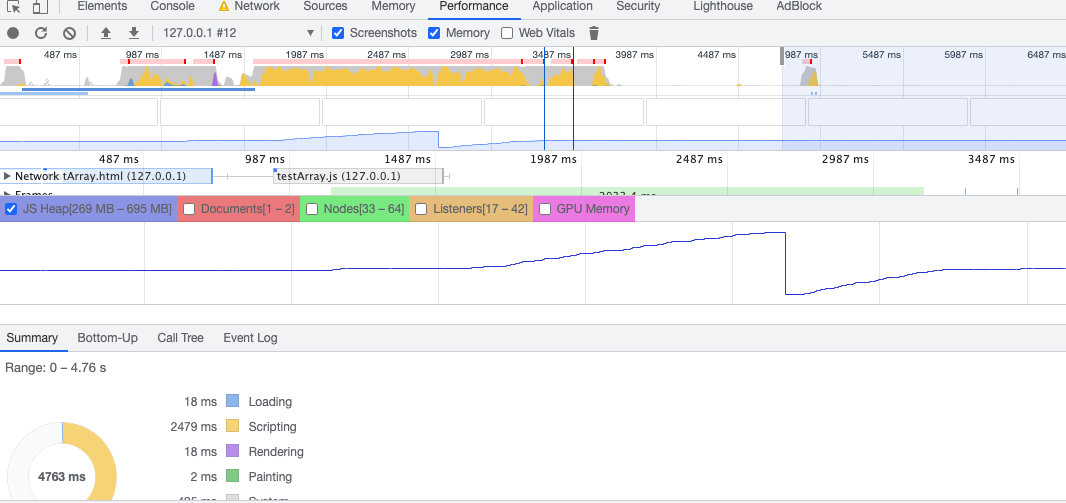 Elements Console Network Sources Memory Performance Application Security Lighthouse AdBlock
127.0.0.1 #12 Screenshots Memory Web Vitals
487 ms 987 ms 1487 ms 1987 ms 2487 ms 2987 ms 3487 ms 3987 ms 4487 ms 987 ms 5487 ms 5987 ms 6487 ms
487 ms 987 ms 1487 ms 1987 ms 2487 ms 2987 ms 3487 ms
Network tArray.html (127.0.0.1) testArray.js (127.0.0.1)
Frames
JS Heap[269 MB – 695 MB] Documents[1 – 2] Nodes[33 – 64] Listeners[17 – 42] GPU Memory
Summary Bottom-Up Call Tree Event Log
Range: 0 – 4.76 s
18 ms Loading
2479 ms Scripting
18 ms Rendering
4763 ms
2 ms Painting
System